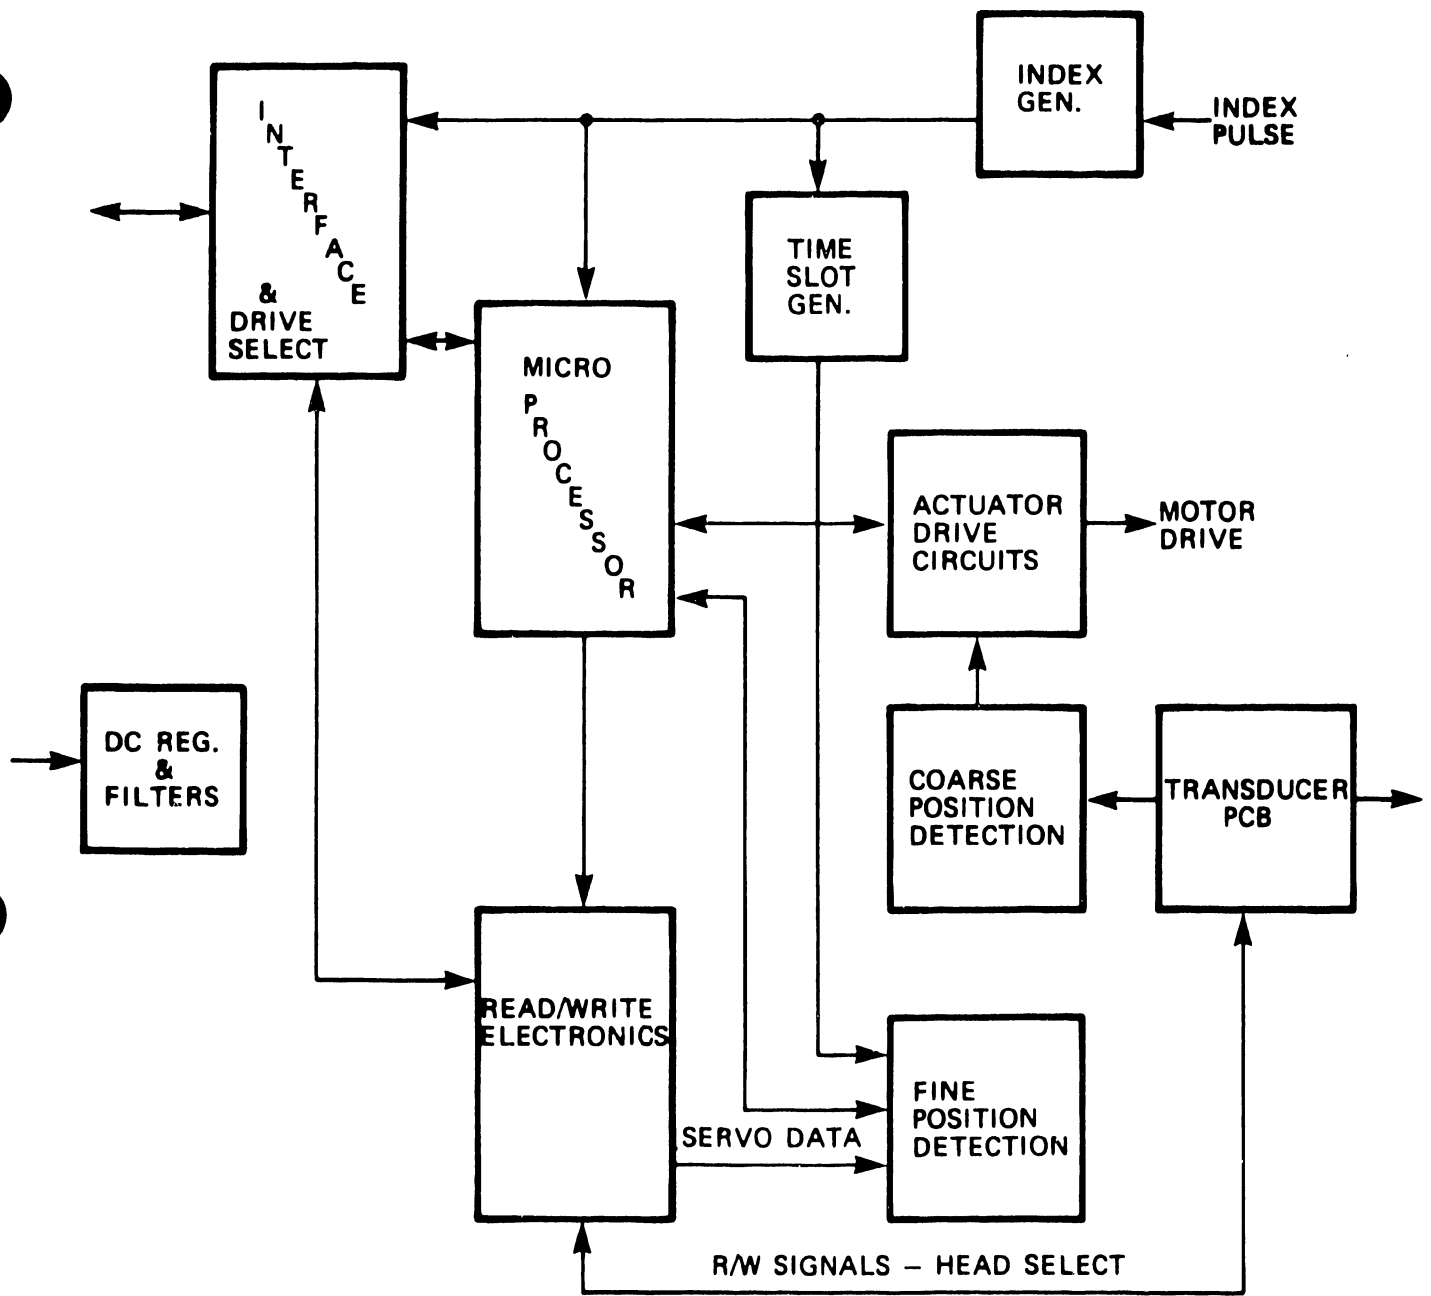 INDEX
GEN.
INDEX
PULSE
INTERFACE
&
DRIVE
SELECT
TIME
SLOT
GEN.
MICRO
PROCESSOR
ACTUATOR
DRIVE
CIRCUITS
MOTOR
DRIVE
DC REG.
&
FILTERS
COARSE
POSITION
DETECTION
TRANSDUCER
PCB
READ/WRITE
ELECTRONICS
FINE
POSITION
DETECTION
SERVO DATA
R/W SIGNALS – HEAD SELECT